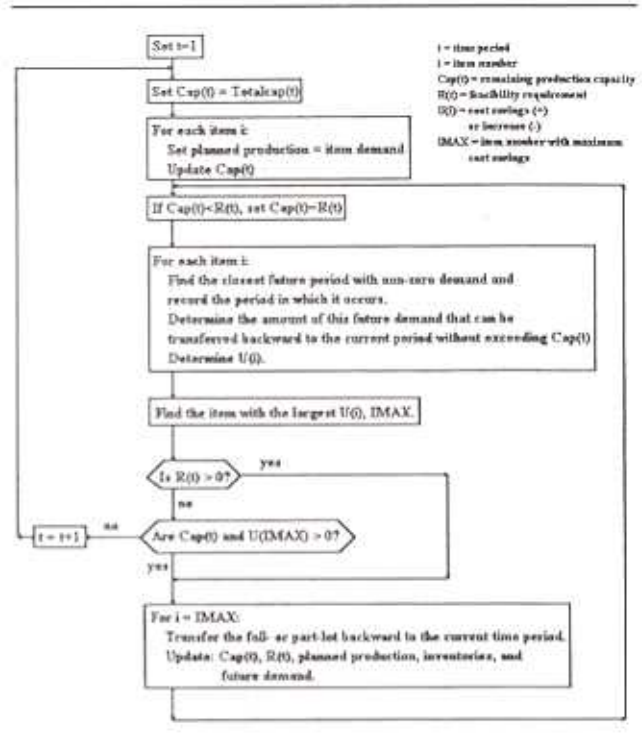 Set t=1
t = time period
i = item number
Cap(t) = remaining production capacity
R(t) = feasibility requirement
U(i) = cost savings (+)
or increase (-)
IMAX = item number with maximum
cost savings
Set Cap(t) = Totalcap(t)
For each item i:
Set planned production = item demand
Update Cap(t)
If Cap(t)<R(t), set Cap(t)=R(t)
For each item i:
Find the closest future period with non-zero demand and
record the period in which it occurs.
Determine the amount of this future demand that can be
transferred backward to the current period without exceeding Cap(t)
Determine U(i).
Find the item with the largest U(i), IMAX.
Is R(t) > 0?
yes
no
Are Cap(t) and U(IMAX) > 0?
no
t = t+1
yes
For i = IMAX:
Transfer the full- or part-lot backward to the current time period.
Update: Cap(t), R(t), planned production, inventories, and
future demand.